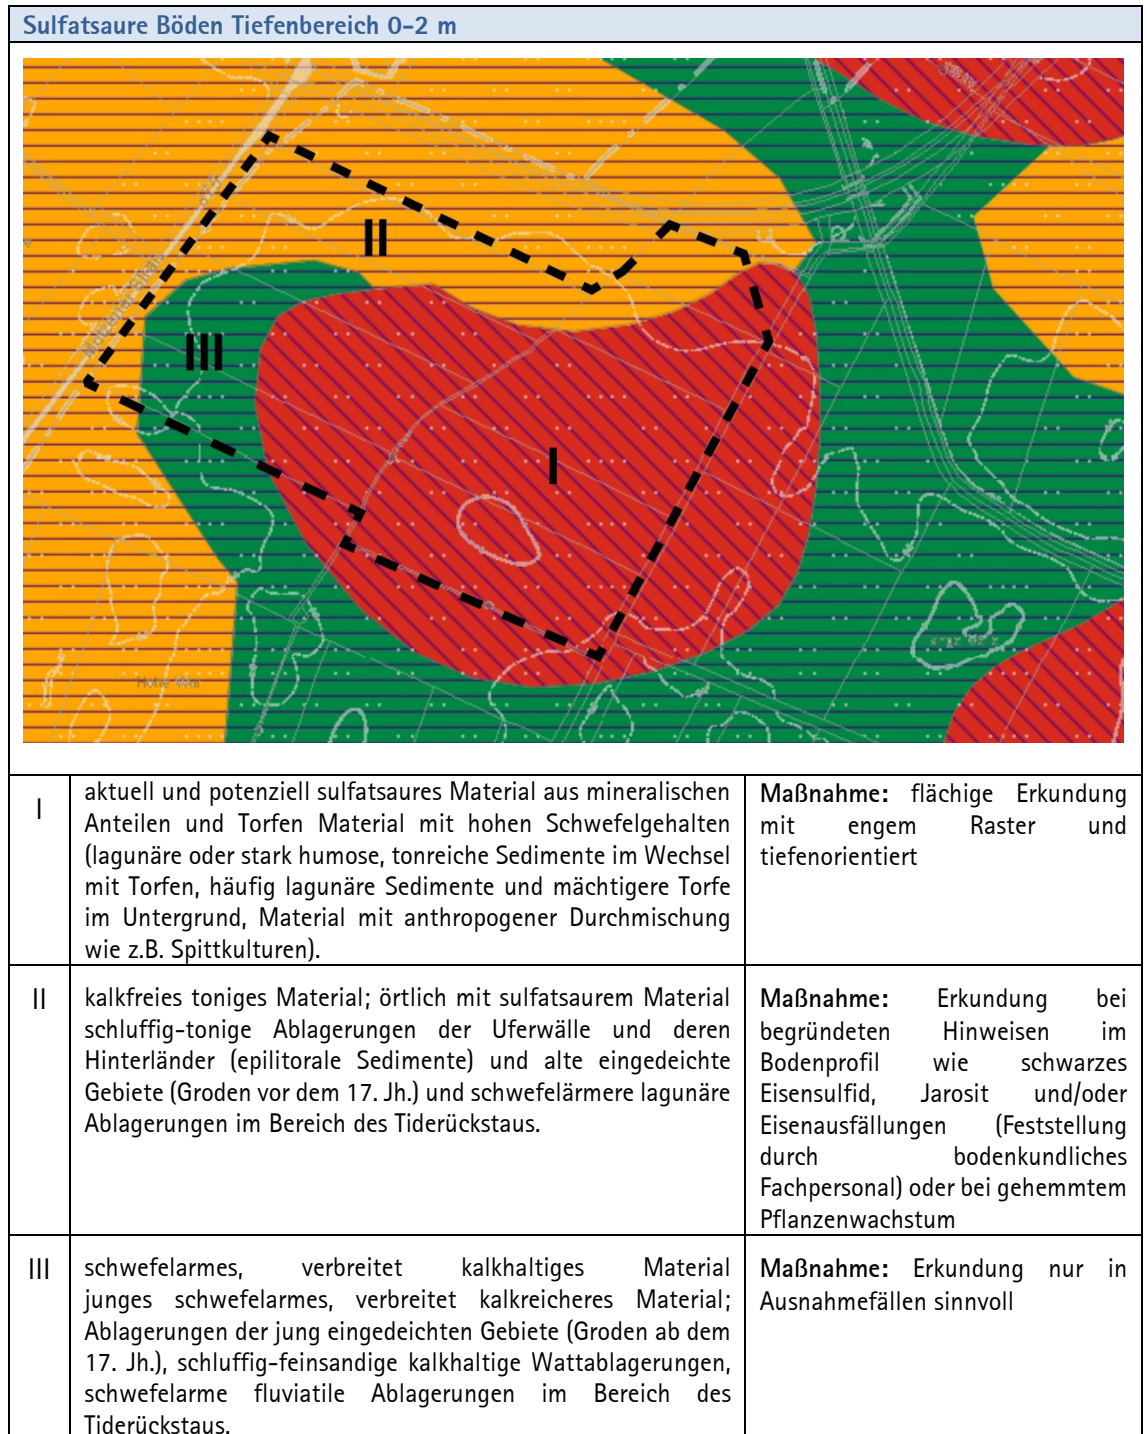 Sulfatsaure Böden Tiefenbereich 0-2 m
II
III
I
Hohe Wai
I
aktuell und potenziell sulfatsaures Material aus mineralischen
Anteilen und Torfen Material mit hohen Schwefelgehalten
(lagunäre oder stark humose, tonreiche Sedimente im Wechsel
mit Torfen, häufig lagunäre Sedimente und mächtigere Torfe
im Untergrund, Material mit anthropogener Durchmischung
wie z.B. Spittkulturen).
Maßnahme: flächige Erkundung
mit engem Raster und
tiefenorientiert
II
kalkfreies toniges Material; örtlich mit sulfatsaurem Material
schluffig-tonige Ablagerungen der Uferwälle und deren
Hinterländer (epilitorale Sedimente) und alte eingedeichte
Gebiete (Groden vor dem 17. Jh.) und schwefelärmere lagunäre
Ablagerungen im Bereich des Tiderückstaus.
Maßnahme: Erkundung bei
begründeten Hinweisen im
Bodenprofil wie schwarzes
Eisensulfid, Jarosit und/oder
Eisenausfällungen (Feststellung
durch bodenkundliches
Fachpersonal) oder bei gehemmtem
Pflanzenwachstum
III
schwefelarmes, verbreitet kalkhaltiges Material
junges schwefelarmes, verbreitet kalkreicheres Material;
Ablagerungen der jung eingedeichten Gebiete (Groden ab dem
17. Jh.), schluffig-feinsandige kalkhaltige Wattablagerungen,
schwefelarme fluviatile Ablagerungen im Bereich des
Tiderückstaus.
Maßnahme: Erkundung nur in
Ausnahmefällen sinnvoll